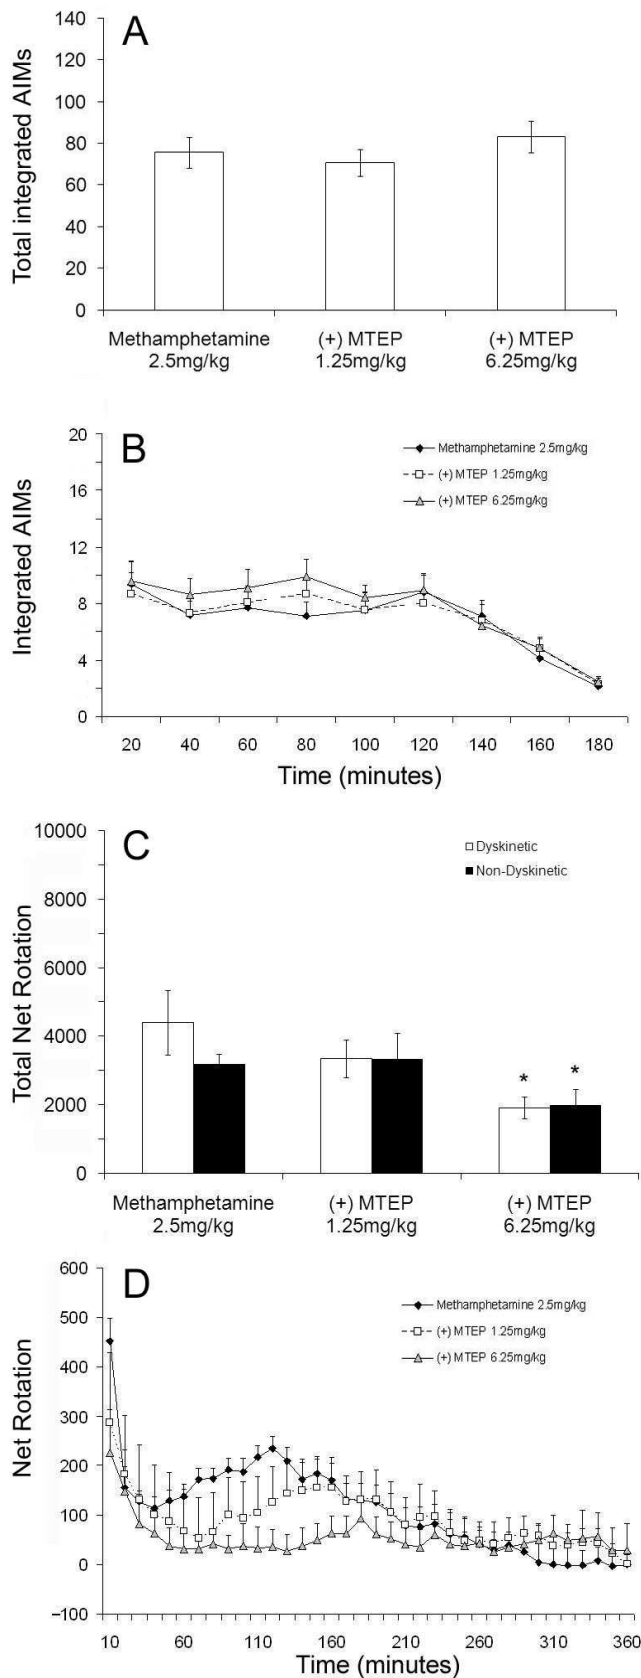 A
Total integrated AIMs
140
120
100
80
60
40
20
0
Methamphetamine 2.5mg/kg
(+) MTEP 1.25mg/kg
(+) MTEP 6.25mg/kg
B
Integrated AIMs
20
16
12
8
4
0
Methamphetamine 2.5mg/kg
(+) MTEP 1.25mg/kg
(+) MTEP 6.25mg/kg
20 40 60 80 100 120 140 160 180
Time (minutes)
C
Total Net Rotation
10000
8000
6000
4000
2000
0
Dyskinetic
Non-Dyskinetic
* *
Methamphetamine 2.5mg/kg
(+) MTEP 1.25mg/kg
(+) MTEP 6.25mg/kg
D
Net Rotation
600
500
400
300
200
100
0
−100
Methamphetamine 2.5mg/kg
(+) MTEP 1.25mg/kg
(+) MTEP 6.25mg/kg
10 60 110 160 210 260 310 360
Time (minutes)